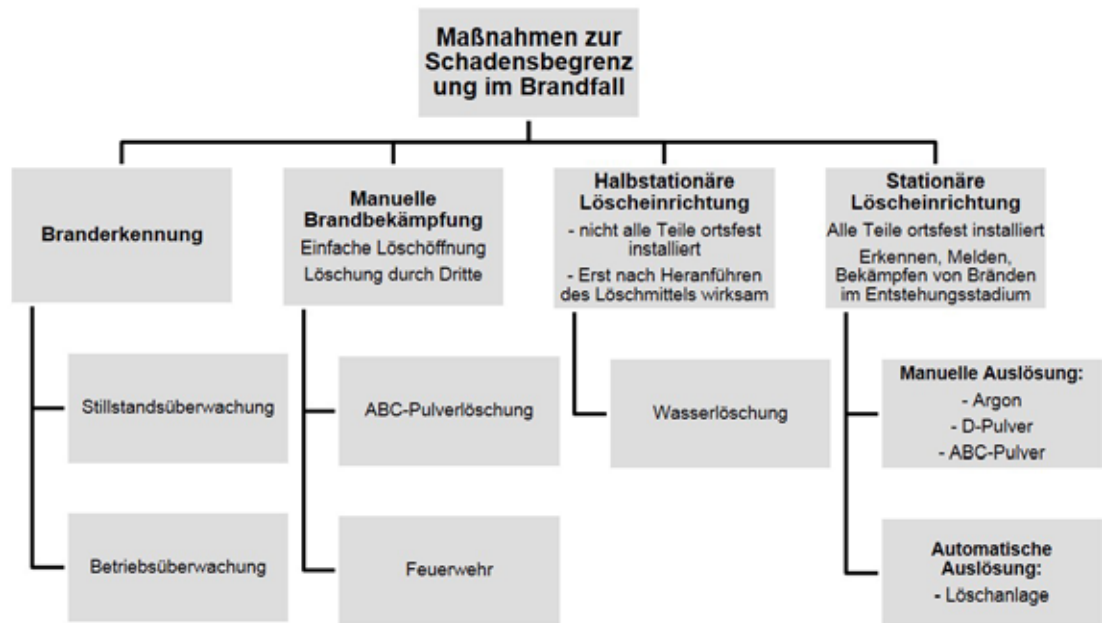 Maßnahmen zur
Schadensbegrenz
ung im Brandfall
Branderkennung
Manuelle
Brandbekämpfung
Einfache Löschöffnung
Löschung durch Dritte
Halbstationäre
Löscheinrichtung
- nicht alle Teile ortsfest
installiert
- Erst nach Heranführen
des Löschmittels wirksam
Stationäre
Löscheinrichtung
Alle Teile ortsfest installiert
Erkennen, Melden,
Bekämpfen von Bränden
im Entstehungsstadium
Stillstandsüberwachung
ABC-Pulverlöschung
Wasserlöschung
Manuelle Auslösung:
- Argon
- D-Pulver
- ABC-Pulver
Betriebsüberwachung
Feuerwehr
Automatische
Auslösung:
- Löschanlage